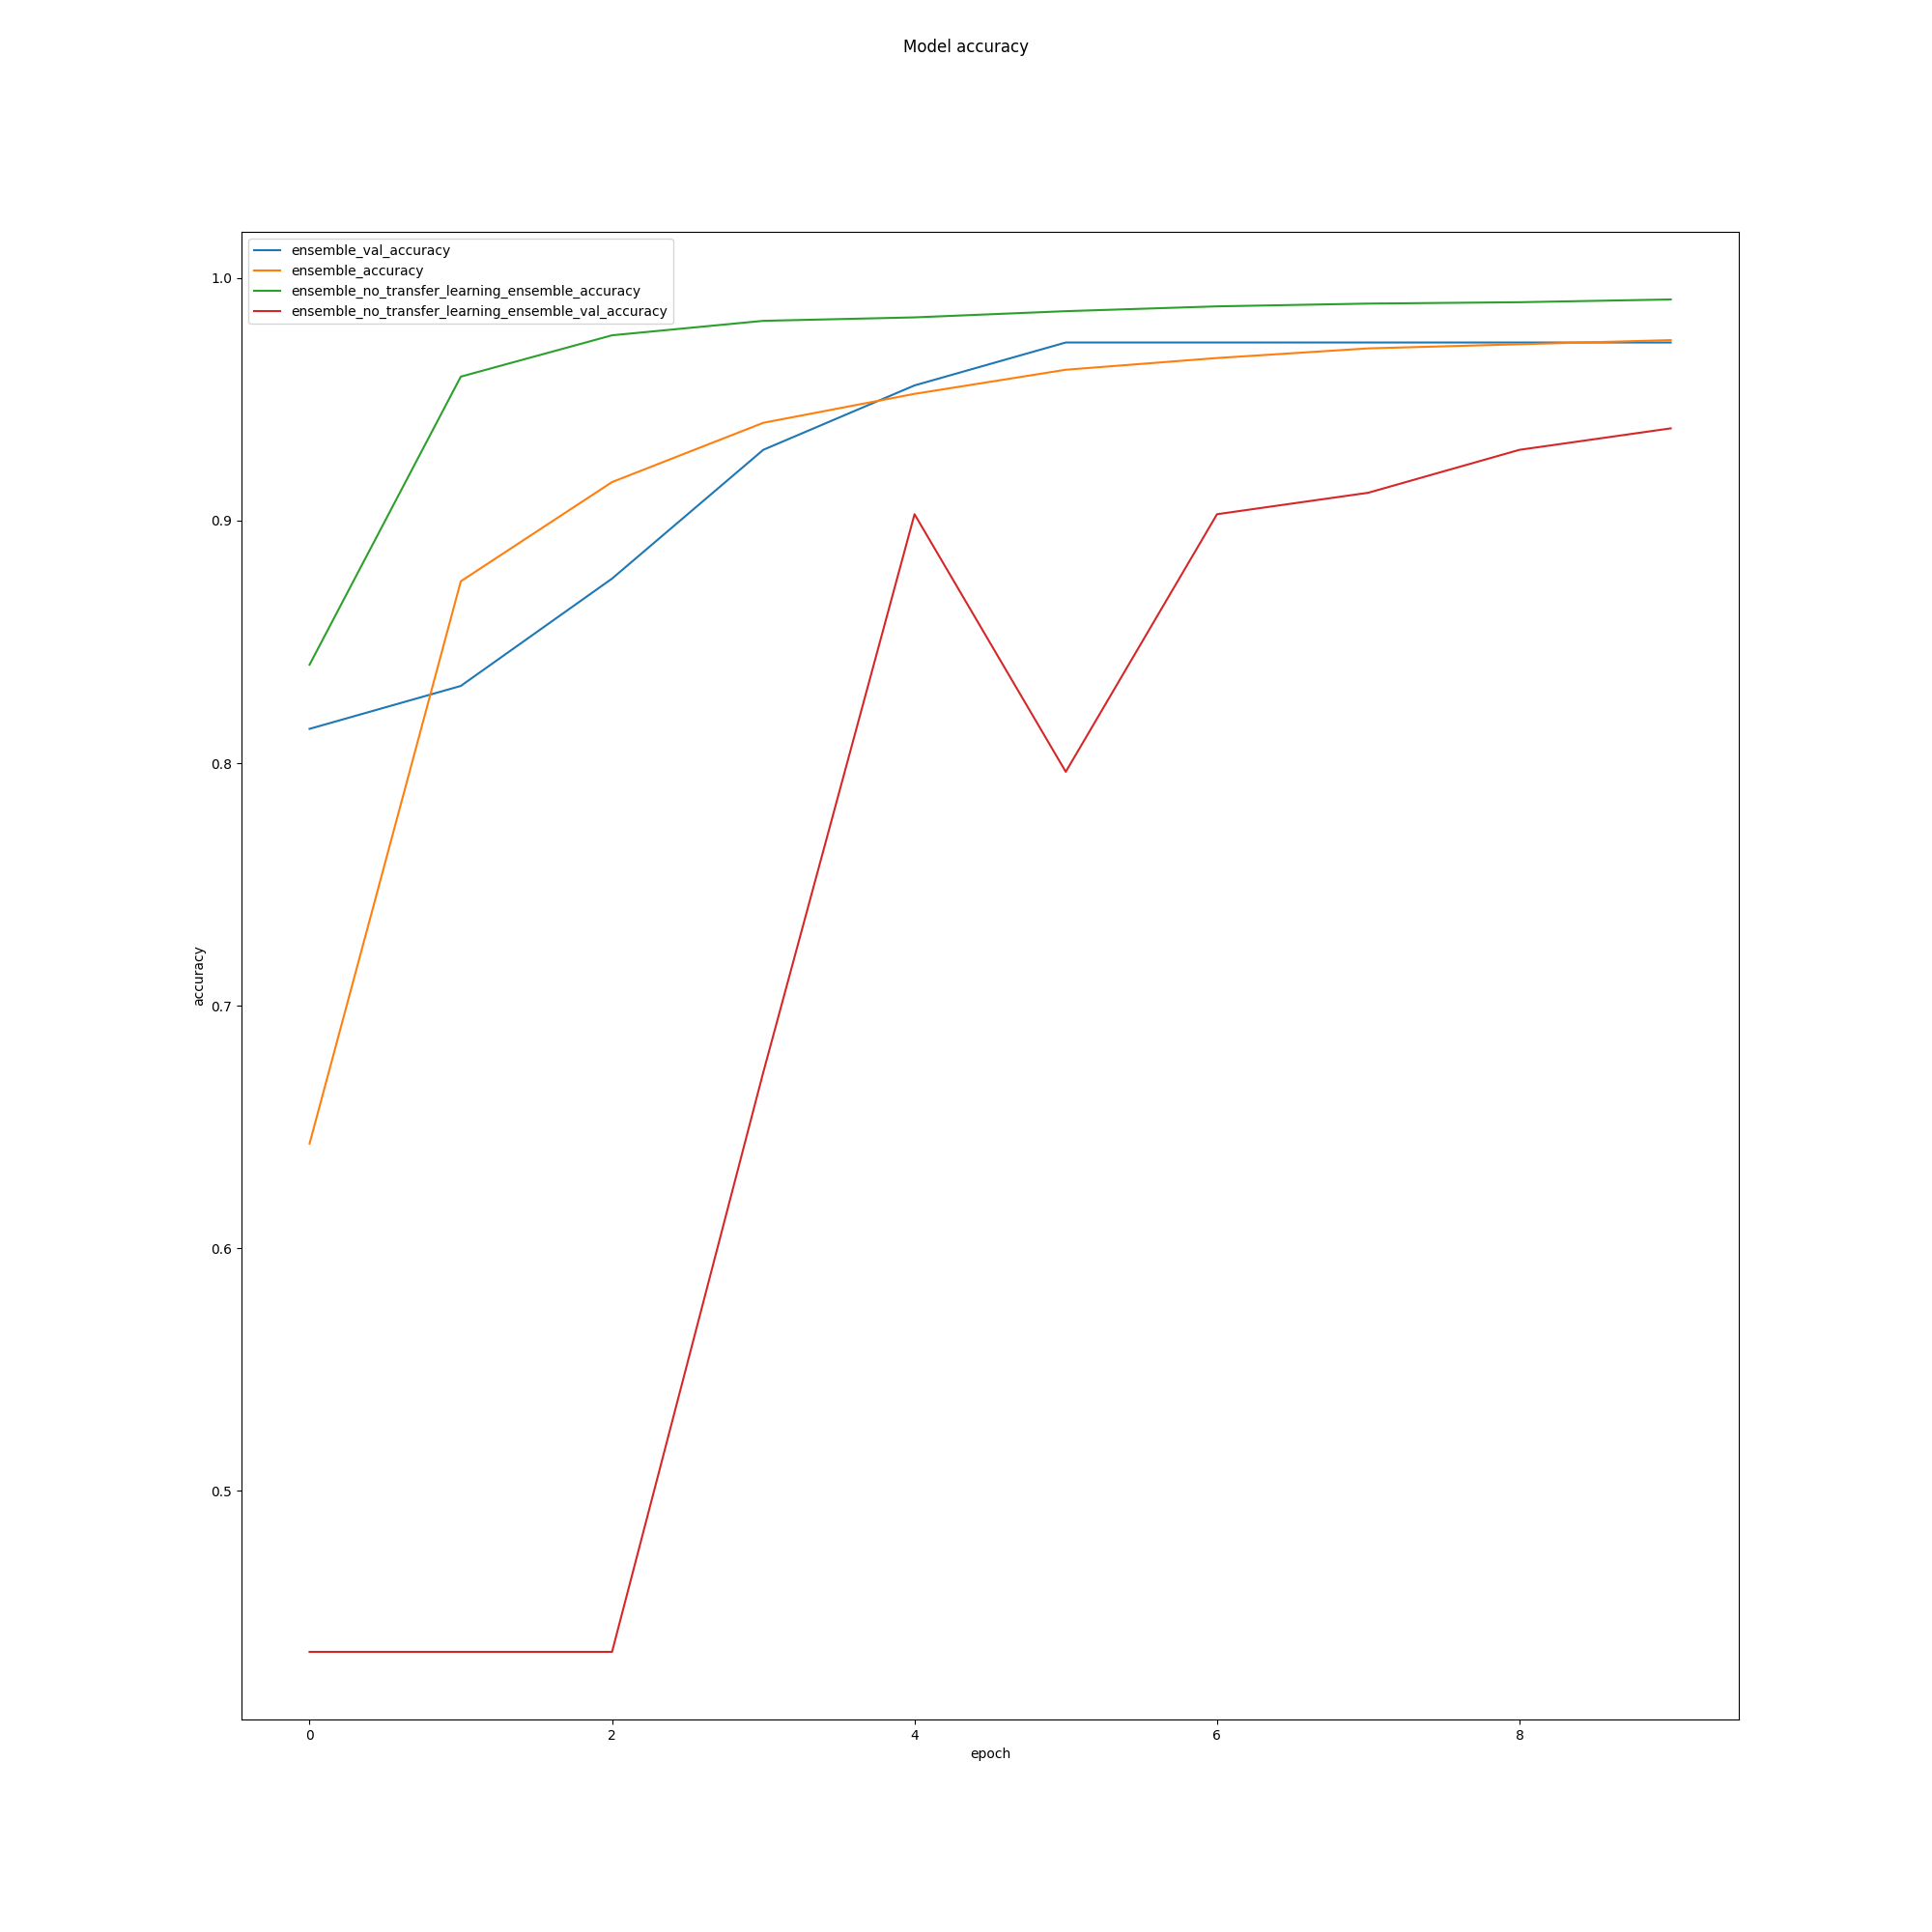 Model accuracy
ensemble_val_accuracy
ensemble_accuracy
ensemble_no_transfer_learning_ensemble_accuracy
ensemble_no_transfer_learning_ensemble_val_accuracy
1.0
0.9
0.8
0.7
0.6
0.5
accuracy
0 2 4 6 8
epoch